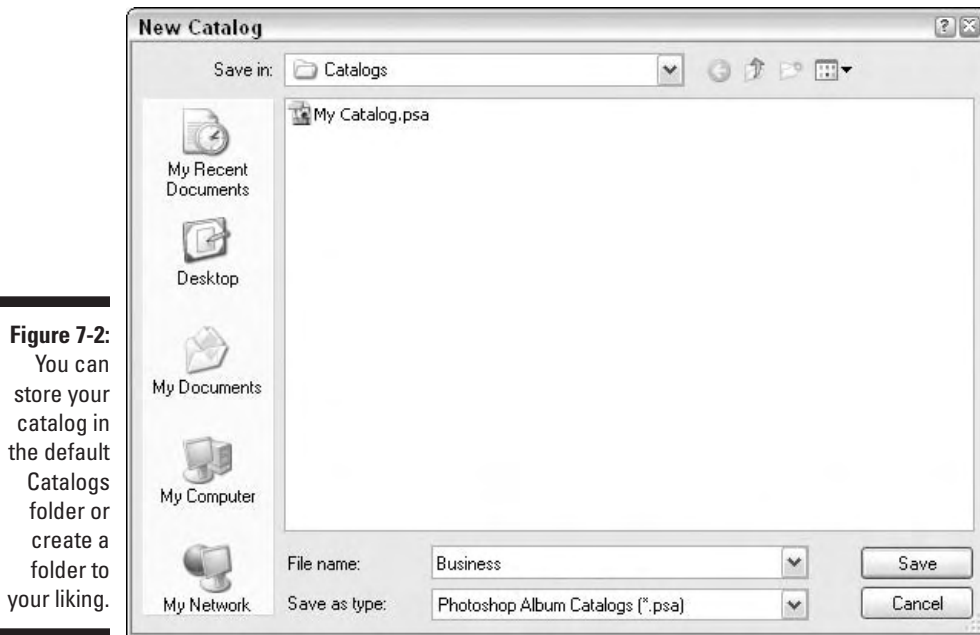 New Catalog
Save in:
Catalogs
My Catalog.psa
My Recent
Documents
Desktop
My Documents
My Computer
My Network
File name:
Business
Save
Save as type:
Photoshop Album Catalogs (*.psa)
Cancel
Figure 7-2:
You can
store your
catalog in
the default
Catalogs
folder or
create a
folder to
your liking.